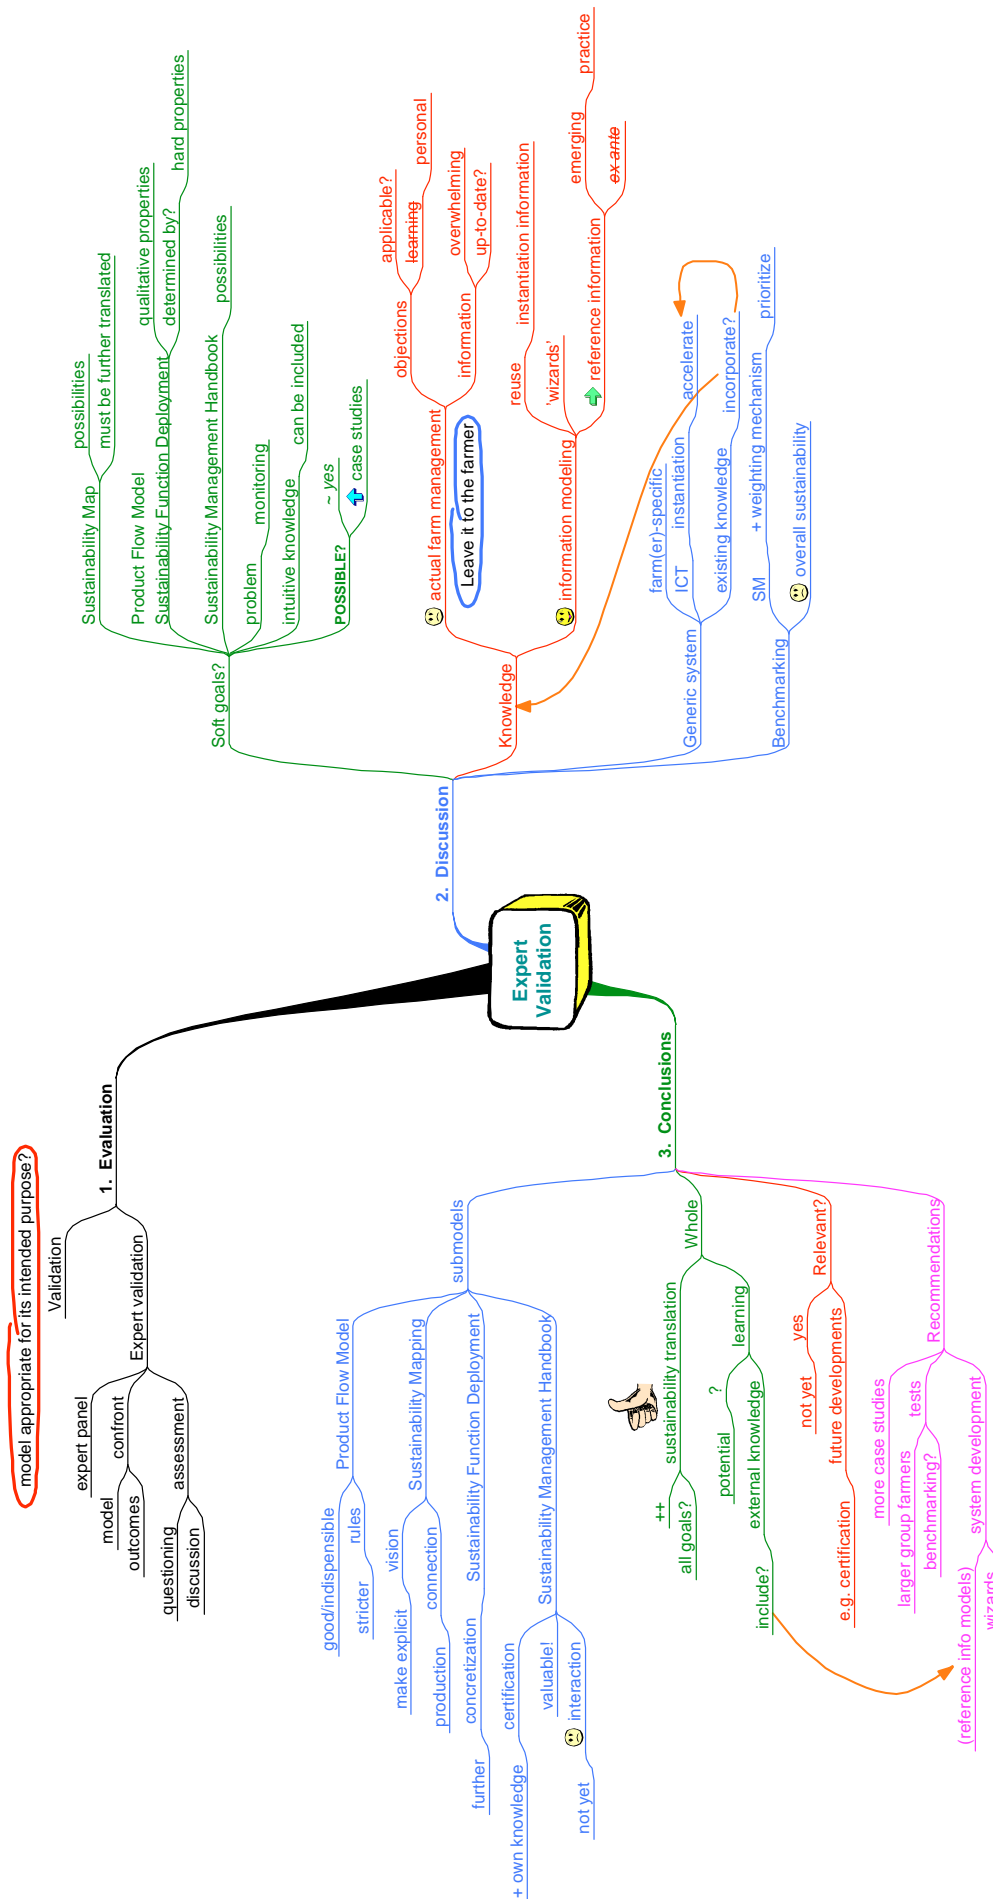 Expert
Validation
1. Evaluation
model appropriate for its intended purpose?
Validation
Expert validation
expert panel
confront
model
outcomes
assessment
questioning
discussion
2. Discussion
Soft goals?
Sustainability Map
possibilities
must be further translated
Product Flow Model
Sustainability Function Deployment
qualitative properties
determined by?
hard properties
Sustainability Management Handbook
possibilities
problem
monitoring
intuitive knowledge
can be included
POSSIBLE?
~ yes
case studies
Knowledge
actual farm management
objections
applicable?
learning
personal
information
overwhelming
up-to-date?
Leave it to the farmer
information modeling
reuse
instantiation information
'wizards'
reference information
emerging
practice
ex ante
Generic system
farm(er)-specific
ICT
instantiation
accelerate
existing knowledge
incorporate?
Benchmarking
SM
+ weighting mechanism
prioritize
overall sustainability
3. Conclusions
submodels
Product Flow Model
good/indispensible
rules
stricter
Sustainability Mapping
vision
make explicit
connection
production
Sustainability Function Deployment
concretization
further
Sustainability Management Handbook
certification
+ own knowledge
valuable!
interaction
not yet
Whole
sustainability translation
++
all goals?
learning
?
potential
external knowledge
include?
Relevant?
yes
not yet
future developments
e.g. certification
Recommendations
more case studies
tests
larger group farmers
benchmarking?
system development
(reference info models)
wizards